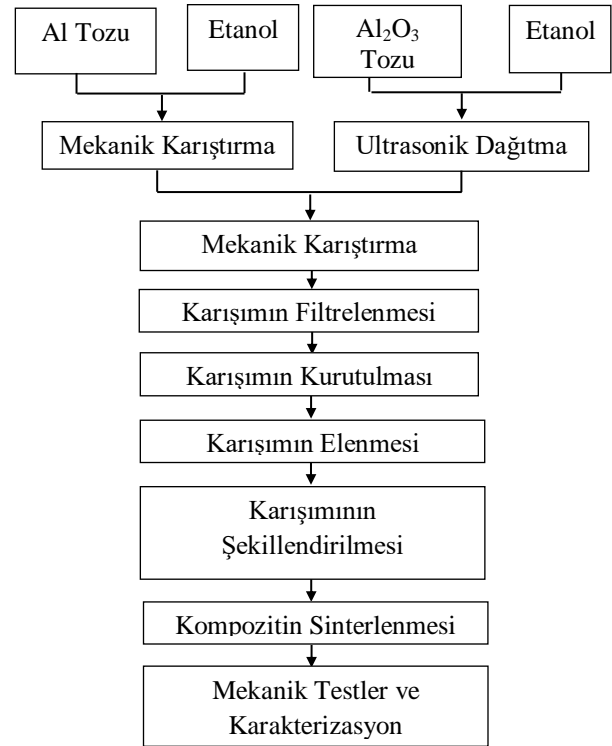 Al Tozu
Etanol
Al₂O₃
Tozu
Etanol
Mekanik Karıştırma
Ultrasonik Dağıtma
Mekanik Karıştırma
Karışımın Filtrelenmesi
Karışımın Kurutulması
Karışımın Elenmesi
Karışımının
Şekillendirilmesi
Kompozitin Sinterlenmesi
Mekanik Testler ve
Karakterizasyon